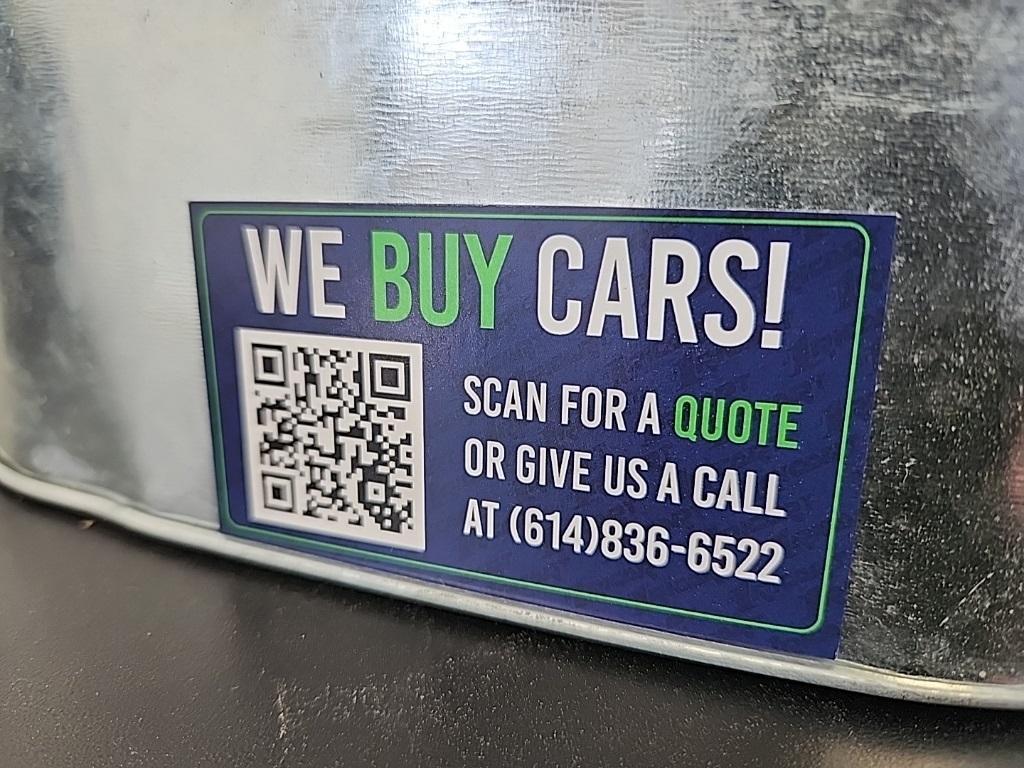 WE BUY CARS!
SCAN FOR A QUOTE
OR GIVE US A CALL
AT (614)836-6522